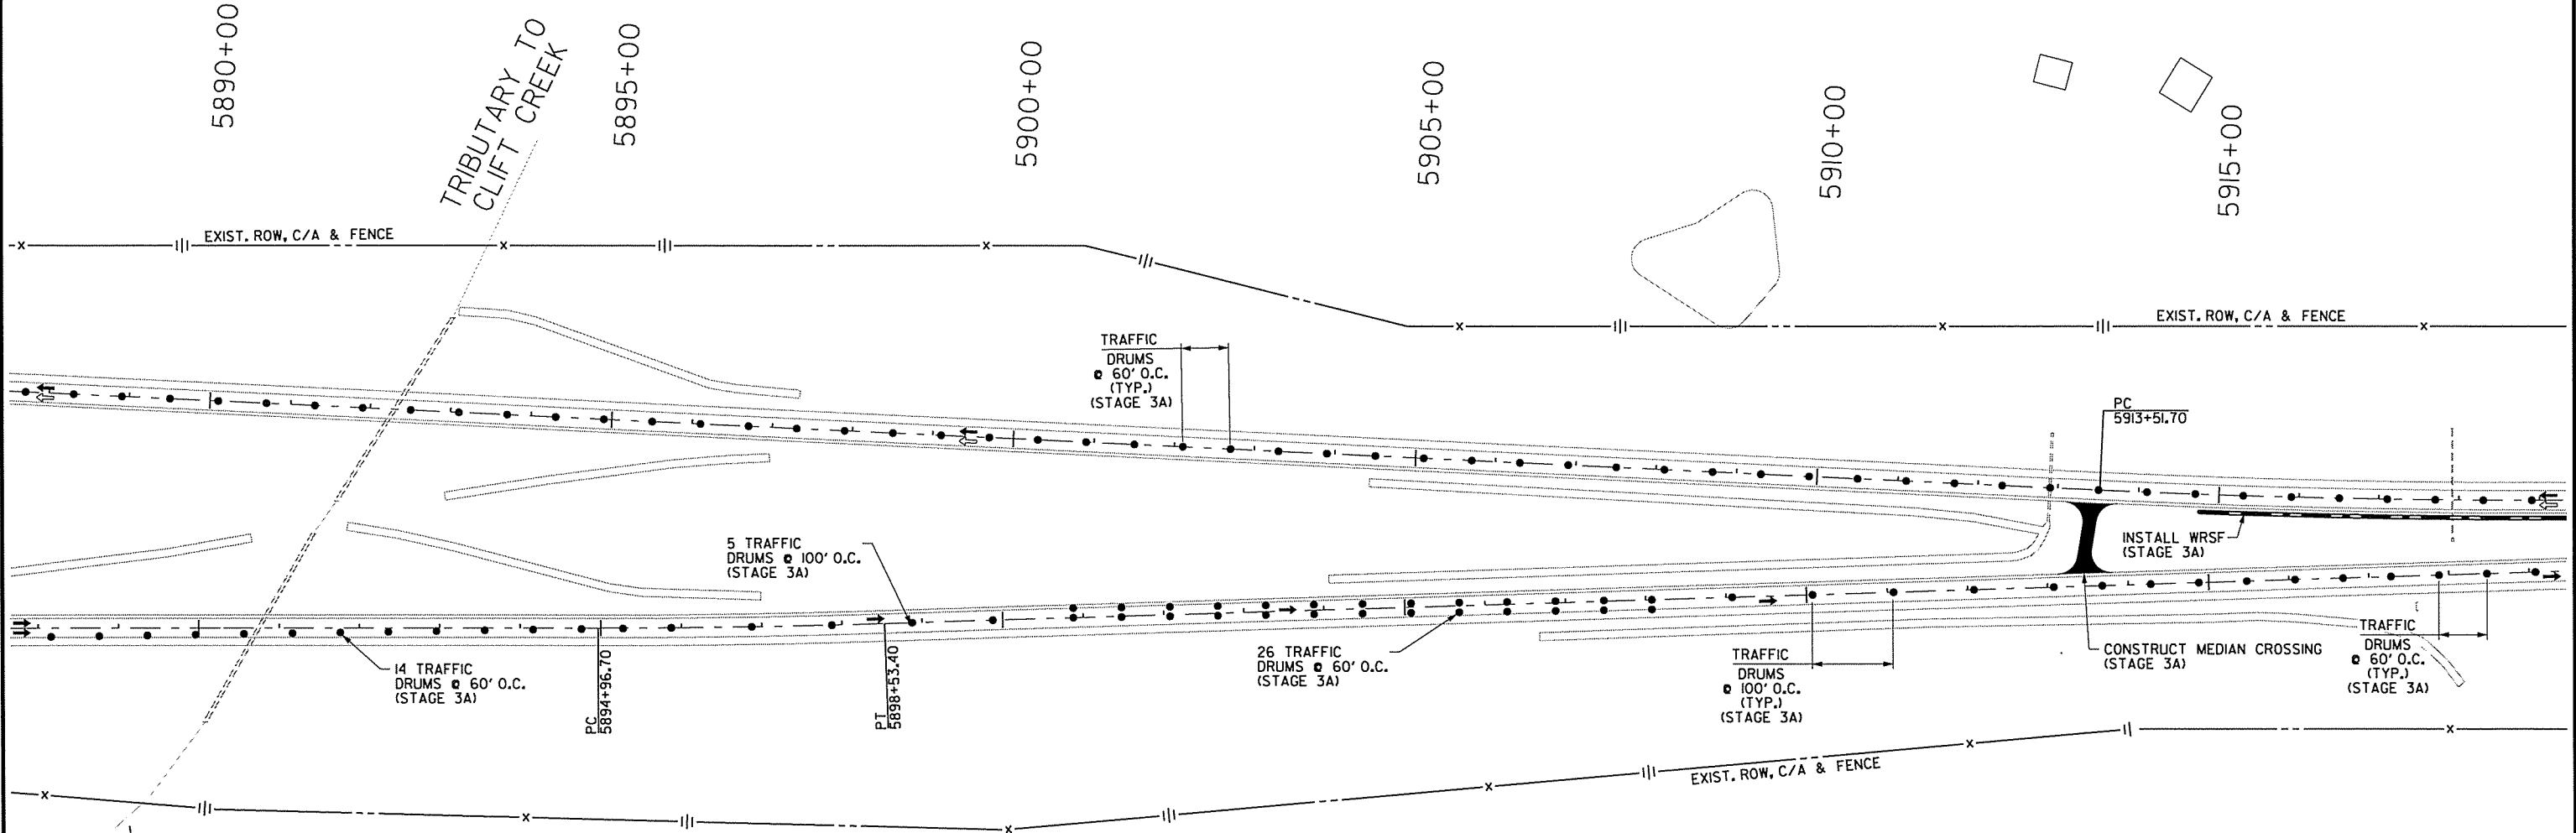 5890+00
TRIBUTARY TO
CLIFT CREEK
5895+00
5900+00
5905+00
5910+00
5915+00
EXIST. ROW, C/A & FENCE
EXIST. ROW, C/A & FENCE
TRAFFIC
DRUMS
@ 60' O.C.
(TYP.)
(STAGE 3A)
PC
5913+51.70
INSTALL WRSF
(STAGE 3A)
5 TRAFFIC
DRUMS @ 100' O.C.
(STAGE 3A)
14 TRAFFIC
DRUMS @ 60' O.C.
(STAGE 3A)
PC
5894+96.70
PT
5898+53.40
26 TRAFFIC
DRUMS @ 60' O.C.
(STAGE 3A)
TRAFFIC
DRUMS
@ 100' O.C.
(TYP.)
(STAGE 3A)
CONSTRUCT MEDIAN CROSSING
(STAGE 3A)
TRAFFIC
DRUMS
@ 60' O.C.
(TYP.)
(STAGE 3A)
EXIST. ROW, C/A & FENCE